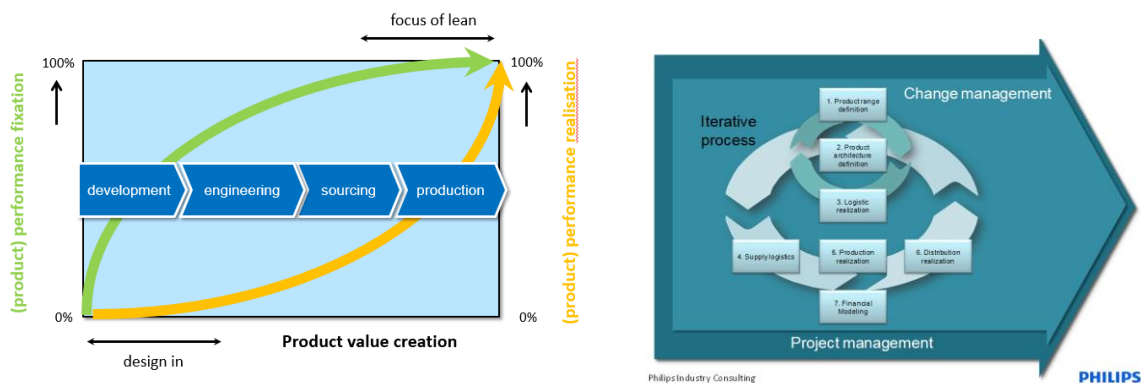 focus of lean
100%
100%
(product) performance fixation
(product) performance realisation
development
engineering
sourcing
production
0%
0%
Product value creation
design in
Change management
Iterative
process
1. Product range
definition
2. Product
architecture
definition
3. Logistic
realization
4. Supply logistics
5. Production
realization
6. Distribution
realization
7. Financial
Modeling
Project management
Philips Industry Consulting
PHILIPS